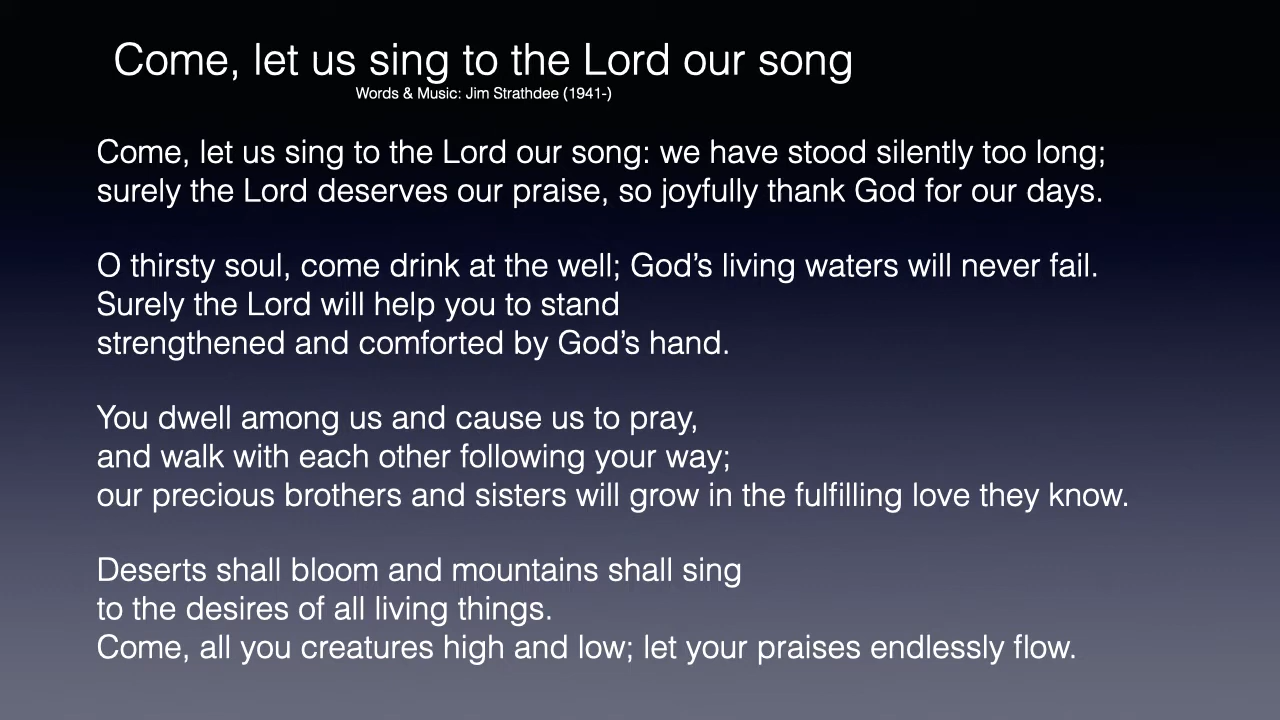 Come, let us sing to the Lord our song
Words & Music: Jim Strathdee (1941-)
Come, let us sing to the Lord our song: we have stood silently too long;
surely the Lord deserves our praise, so joyfully thank God for our days.
O thirsty soul, come drink at the well; God’s living waters will never fail.
Surely the Lord will help you to stand
strengthened and comforted by God’s hand.
You dwell among us and cause us to pray,
and walk with each other following your way;
our precious brothers and sisters will grow in the fulfilling love they know.
Deserts shall bloom and mountains shall sing
to the desires of all living things.
Come, all you creatures high and low; let your praises endlessly flow.